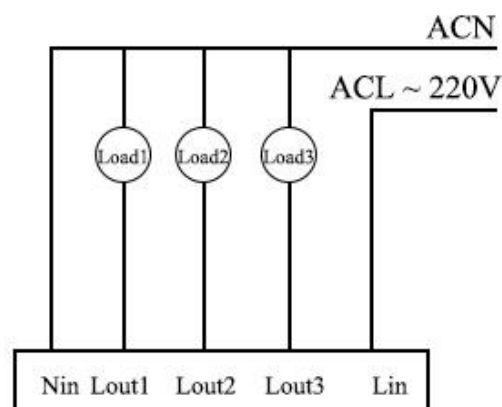 ACN
ACL ~ 220V
Load1 Load2 Load3
Nin Lout1 Lout2 Lout3 Lin